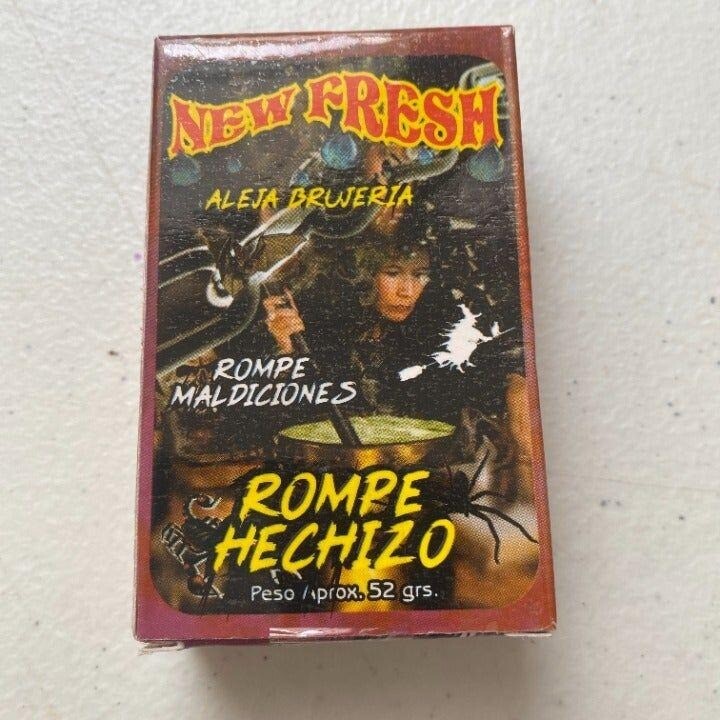 NEW FRESH
ALEJA BRUJERIA
ROMPE
MALDICIONES
ROMPE
HECHIZO
Peso Aprox. 52 grs.